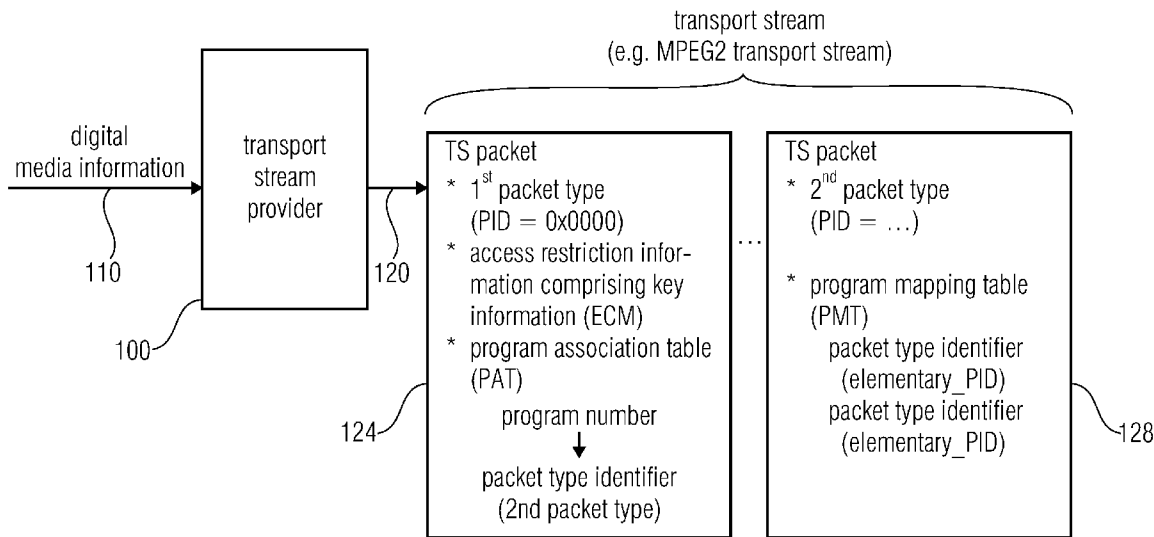 transport stream
(e.g. MPEG2 transport stream)
digital
media information
110
transport
stream
provider
100
120
TS packet
* 1st packet type
(PID = 0x0000)
* access restriction infor-
mation comprising key
information (ECM)
* program association table
(PAT)
program number
packet type identifier
(2nd packet type)
124
...
TS packet
* 2nd packet type
(PID = ...)
* program mapping table
(PMT)
packet type identifier
(elementary_PID)
packet type identifier
(elementary_PID)
128